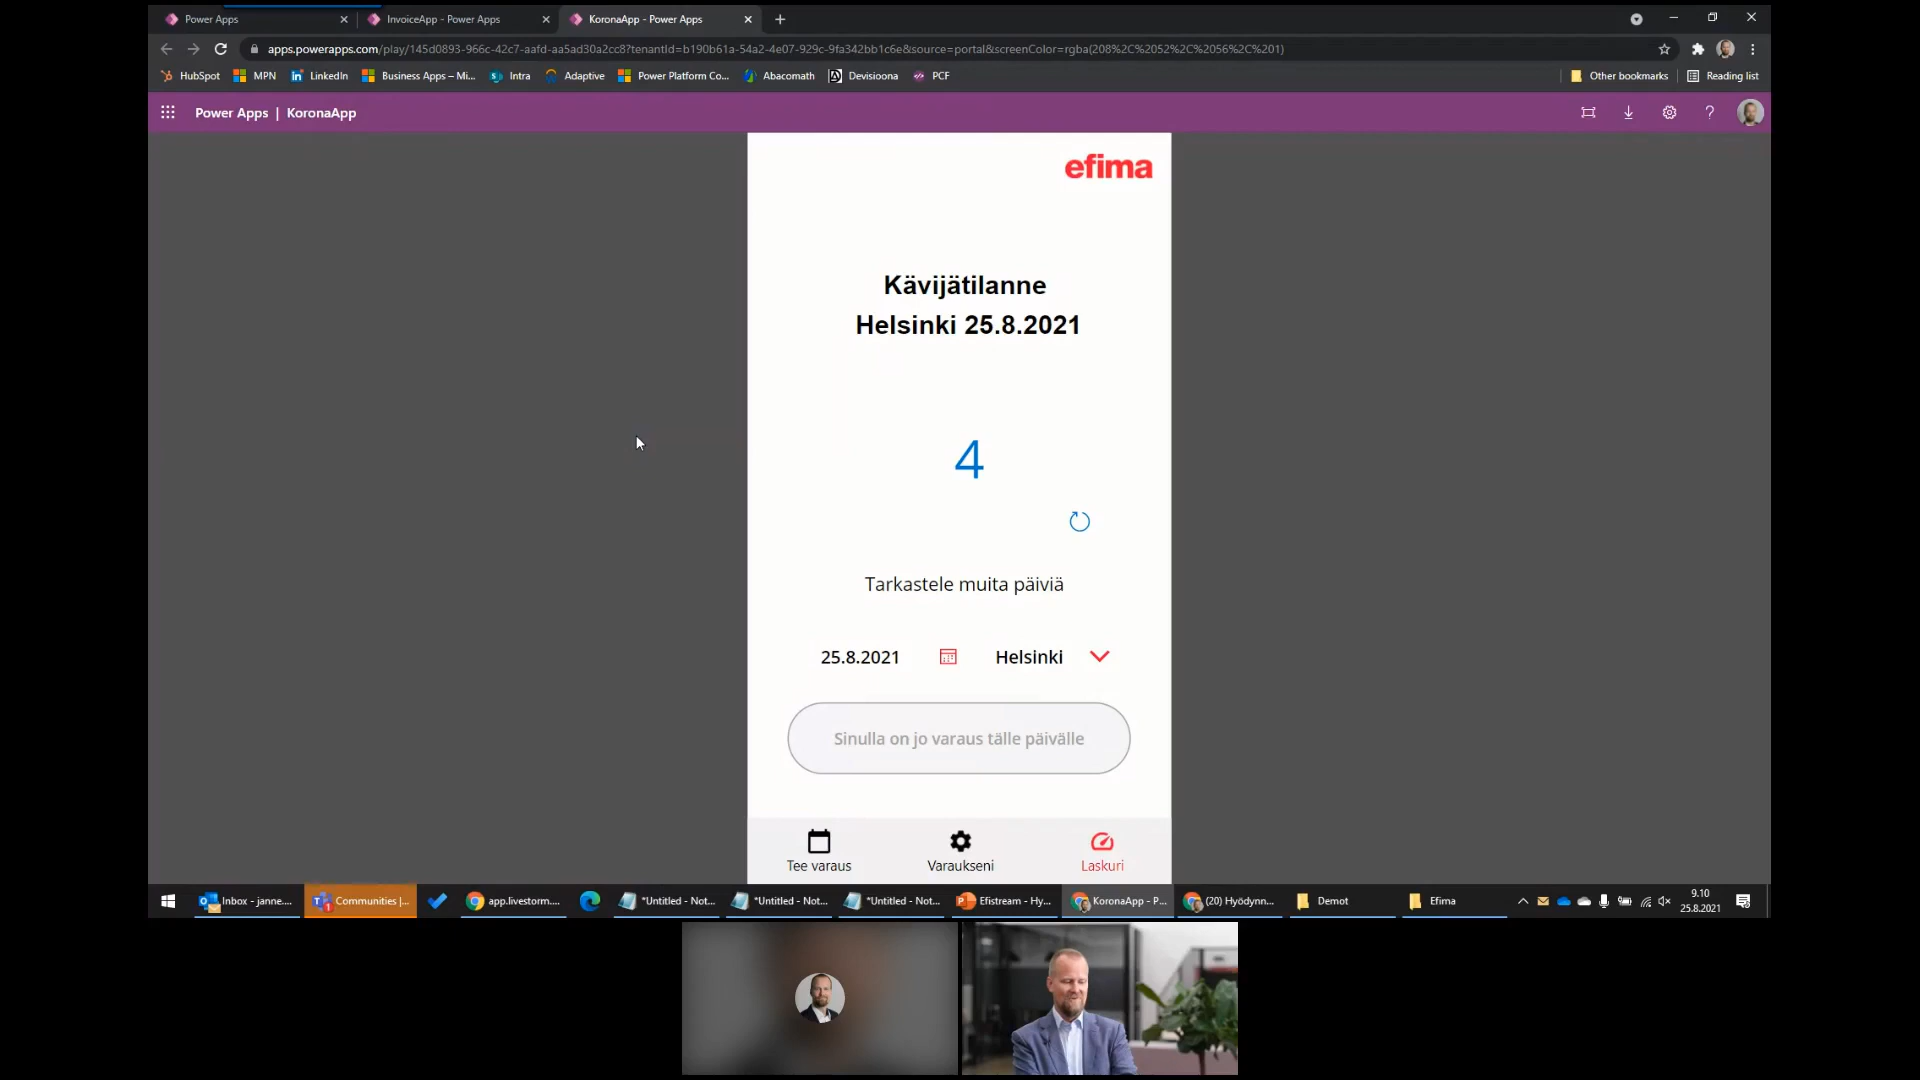 Power Apps
InvoiceApp - Power Apps
KoronaApp - Power Apps
apps.powerapps.com/play/145d0893-966c-42c7-aafd-aa5ad30a2cc8?tenantId=b190b61a-54a2-4e07-929c-9fa342bb1c6e&source=portal&screenColor=rgba(208%2C%2052%2C%2056%2C%201)
HubSpot MPN LinkedIn Business Apps – Mi... Intra Adaptive Power Platform Co... Abacomath Devisioona PCF Other bookmarks Reading list
Power Apps | KoronaApp
efima
Kävijätilanne
Helsinki 25.8.2021
4
Tarkastele muita päiviä
25.8.2021 Helsinki
Sinulla on jo varaus tälle päivälle
Tee varaus Varaukseni Laskuri
Inbox - janne.... Communities |... app.livestorm.... *Untitled - Not... *Untitled - Not... *Untitled - Not... Efistream - Hy... KoronaApp - P... (20) Hyödynn... Demot Efima 9.10
25.8.2021